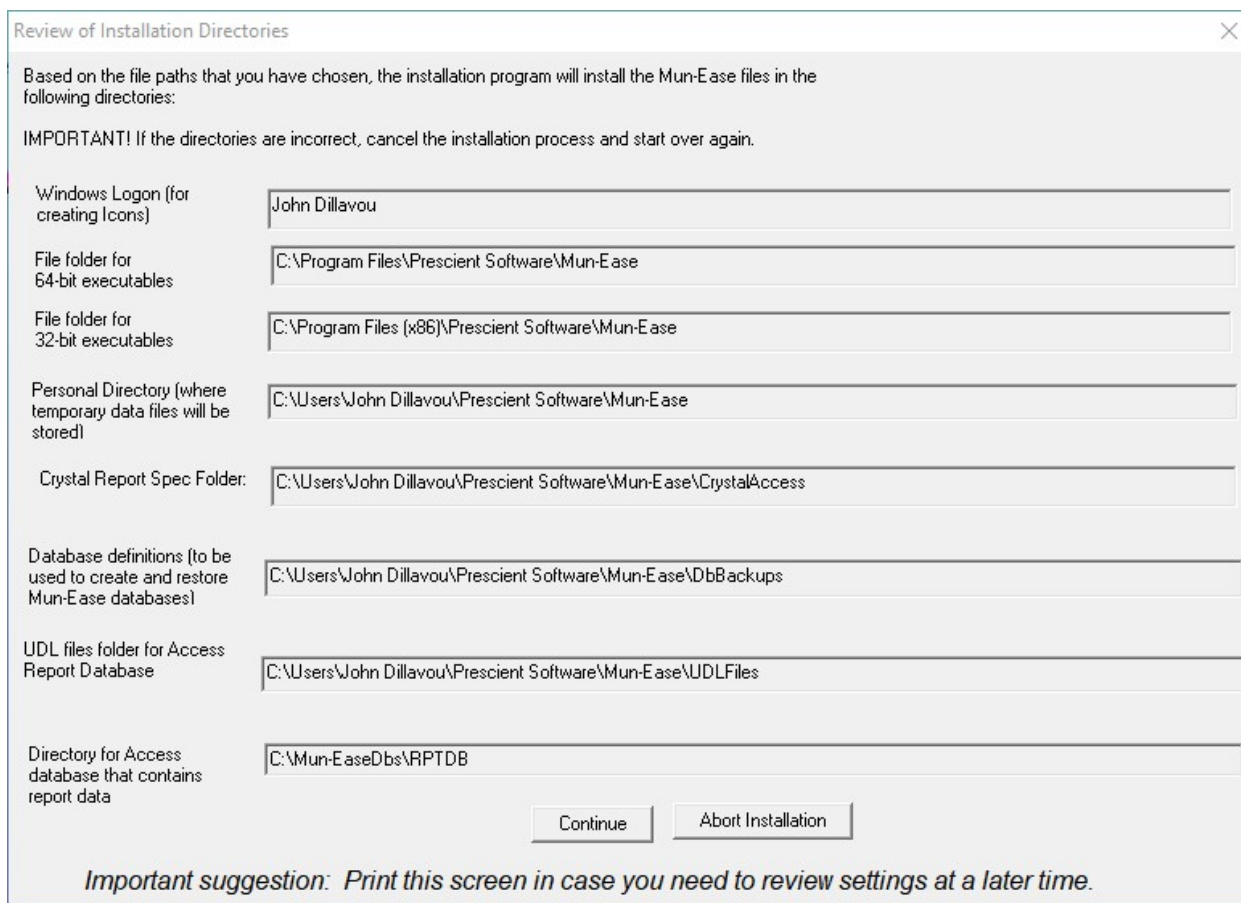 Review of Installation Directories
Based on the file paths that you have chosen, the installation program will install the Mun-Ease files in the
following directories:
IMPORTANT! If the directories are incorrect, cancel the installation process and start over again.
Windows Logon (for
creating Icons)
John Dillavou
File folder for
64-bit executables
C:\Program Files\Prescient Software\Mun-Ease
File folder for
32-bit executables
C:\Program Files (x86)\Prescient Software\Mun-Ease
Personal Directory (where
temporary data files will be
stored)
C:\Users\John Dillavou\Prescient Software\Mun-Ease
Crystal Report Spec Folder:
C:\Users\John Dillavou\Prescient Software\Mun-Ease\CrystalAccess
Database definitions (to be
used to create and restore
Mun-Ease databases)
C:\Users\John Dillavou\Prescient Software\Mun-Ease\DbBackups
UDL files folder for Access
Report Database
C:\Users\John Dillavou\Prescient Software\Mun-Ease\UDLFiles
Directory for Access
database that contains
report data
C:\Mun-EaseDbs\RPTDB
Continue
Abort Installation
Important suggestion: Print this screen in case you need to review settings at a later time.